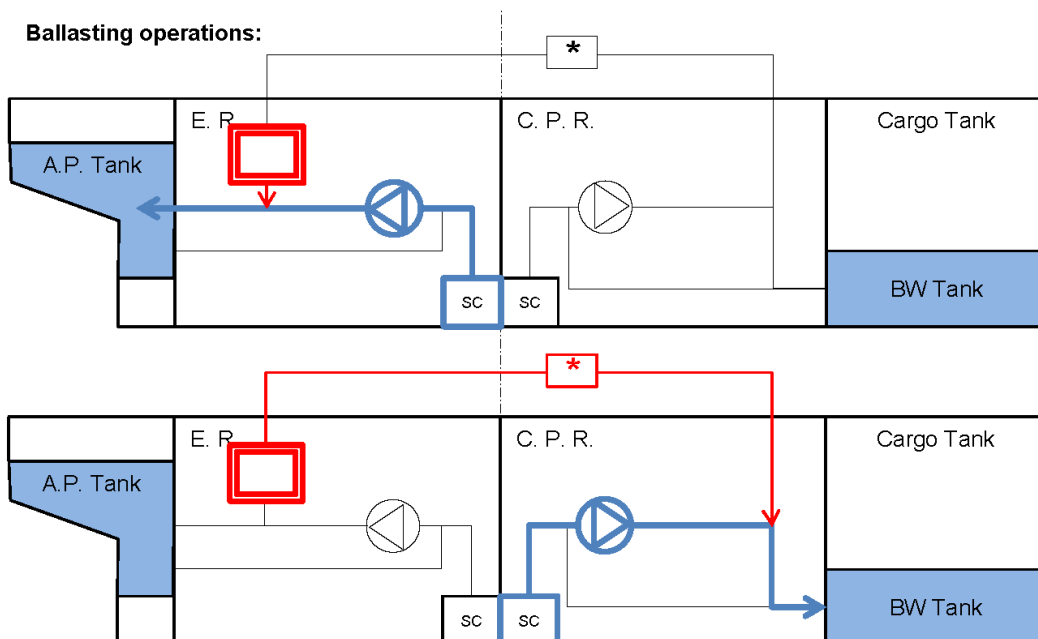 Ballasting operations:
*
E. R.
C. P. R.
Cargo Tank
A.P. Tank
BW Tank
sc
sc
*
E. R.
C. P. R.
Cargo Tank
A.P. Tank
BW Tank
sc
sc